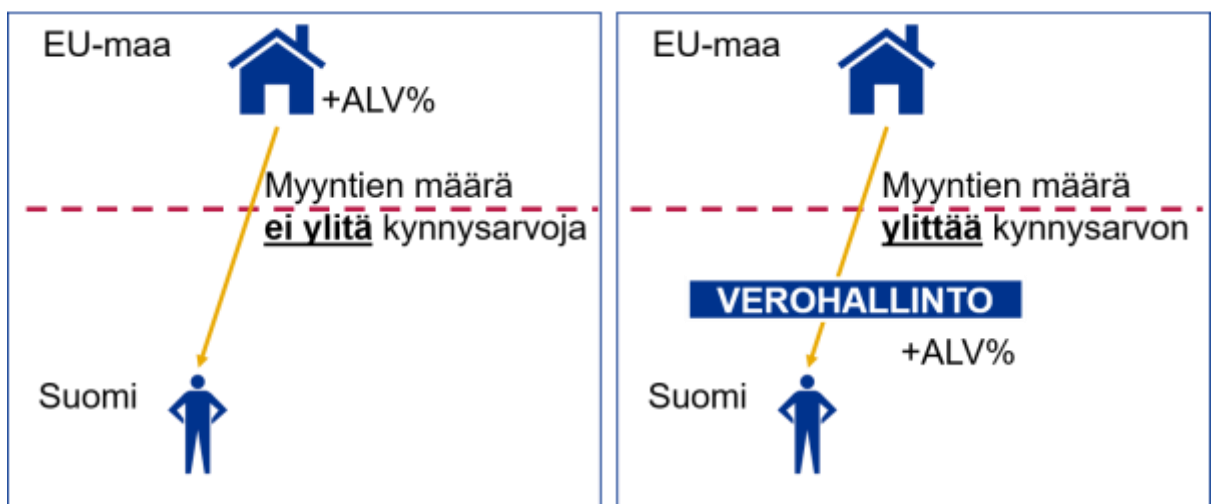 EU-maa
+ALV%
Myyntien määrä
ei ylitä kynnysarvoja
Suomi
EU-maa
Myyntien määrä
ylittää kynnysarvon
VEROHALLINTO
+ALV%
Suomi